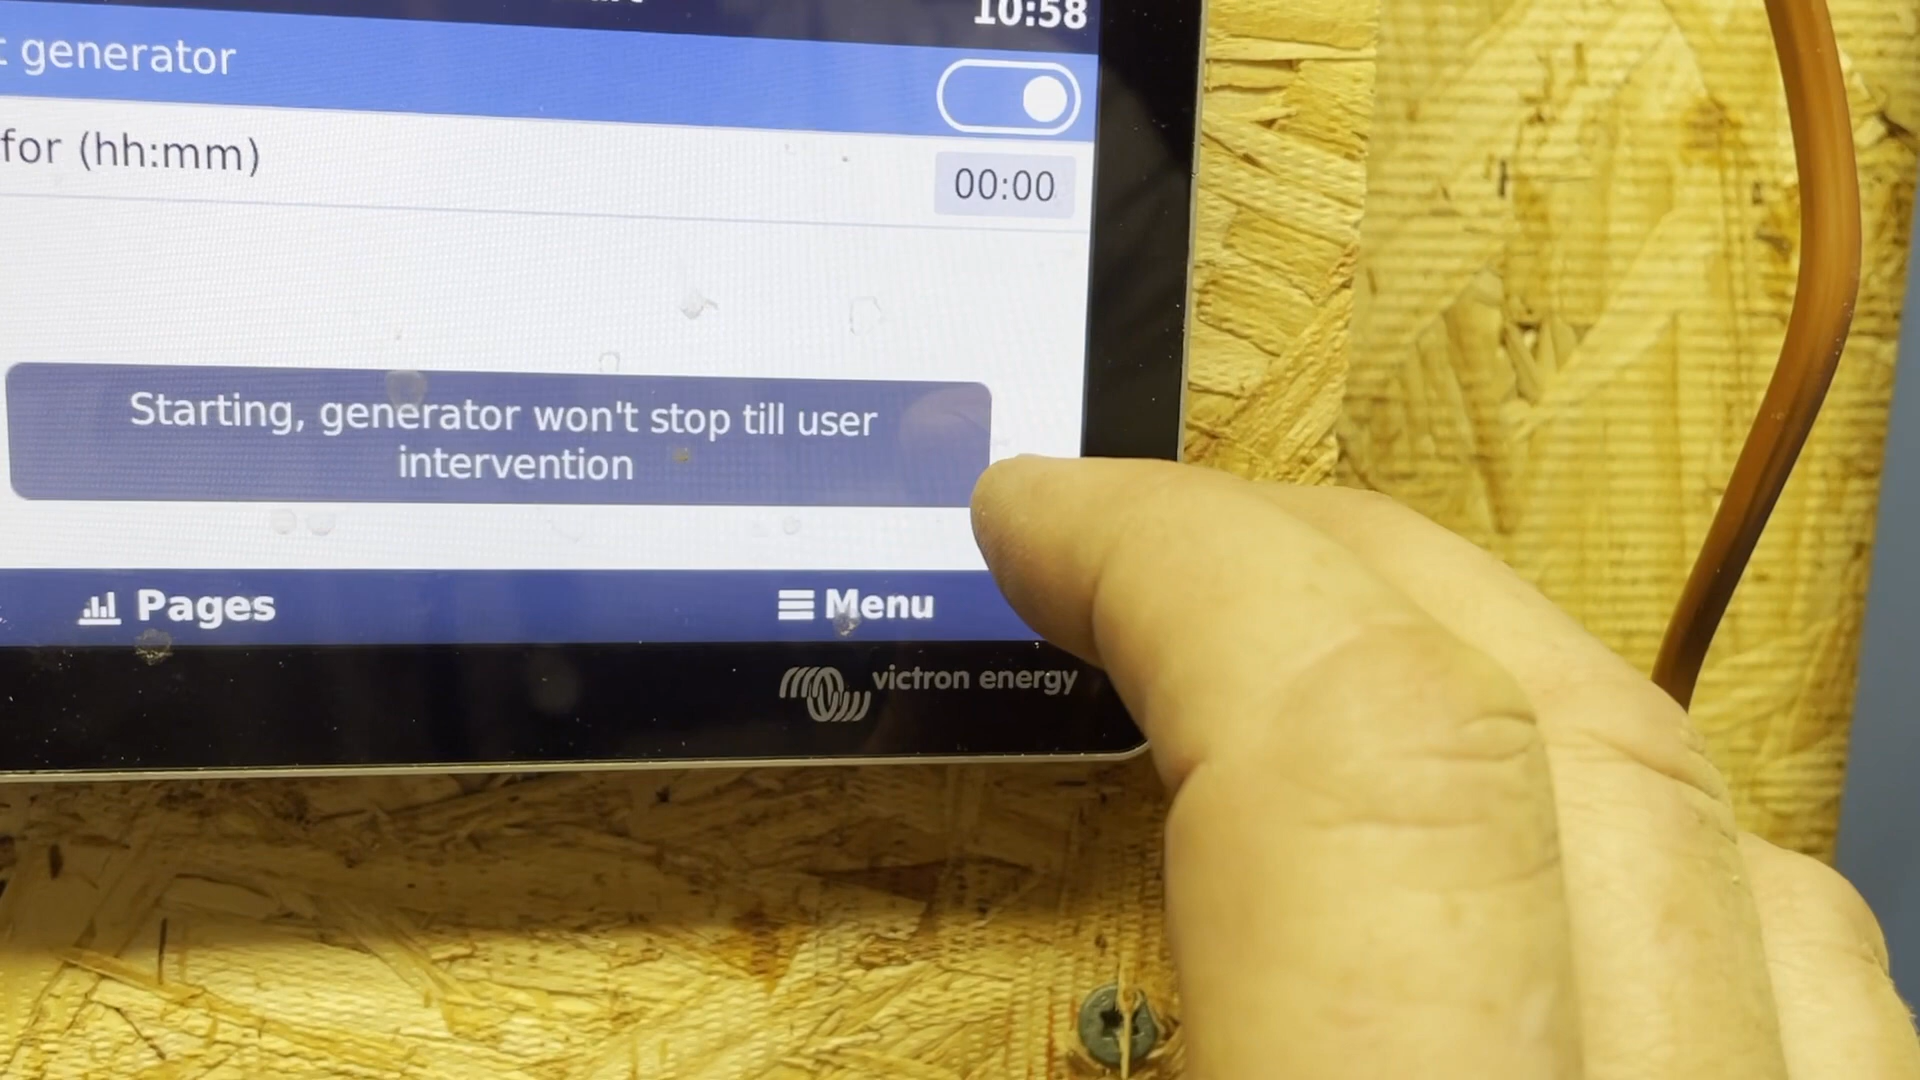 10:58
generator
for (hh:mm)
00:00
Starting, generator won't stop till user
intervention
Pages
Menu
victron energy